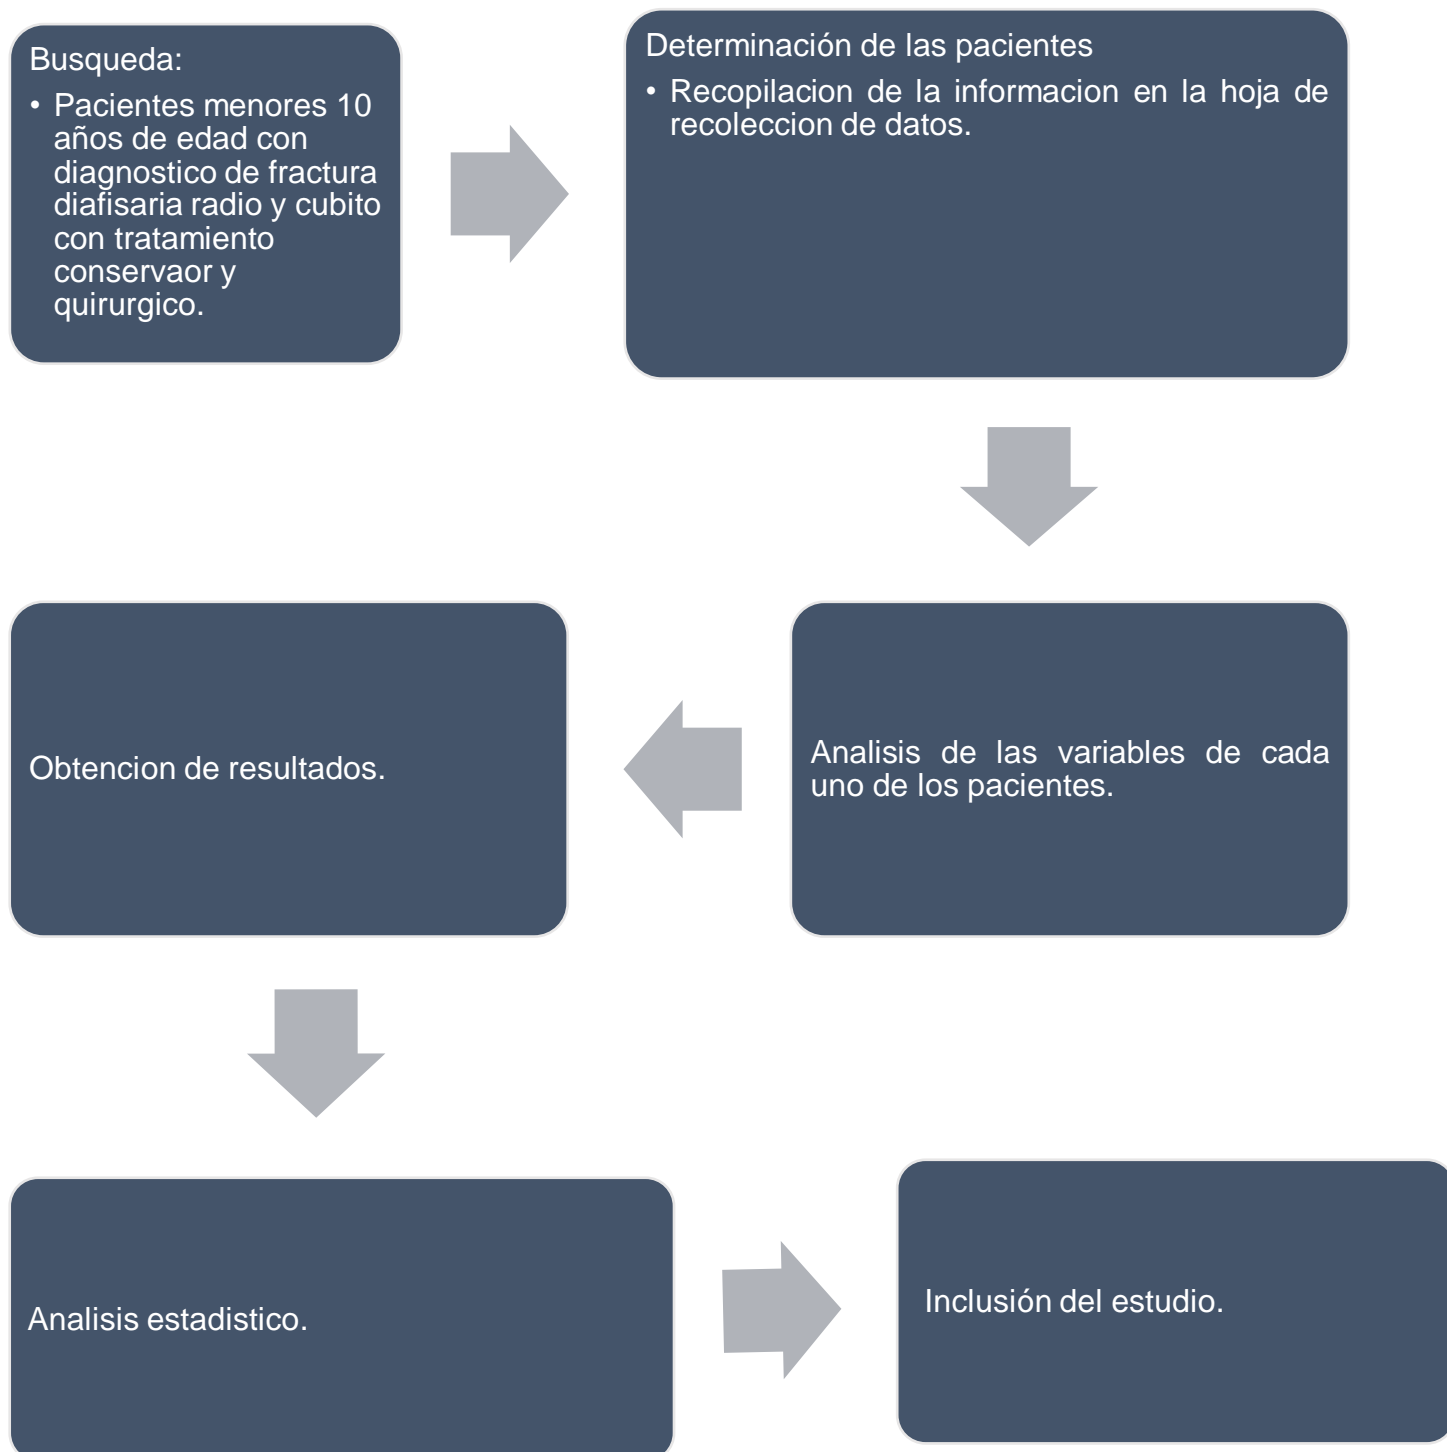 Busqueda:
• Pacientes menores 10
años de edad con
diagnostico de fractura
diafisaria radio y cubito
con tratamiento
conservaor y
quirurgico.
Determinación de las pacientes
• Recopilacion de la informacion en la hoja de
recoleccion de datos.
Analisis de las variables de cada
uno de los pacientes.
Obtencion de resultados.
Analisis estadistico.
Inclusión del estudio.